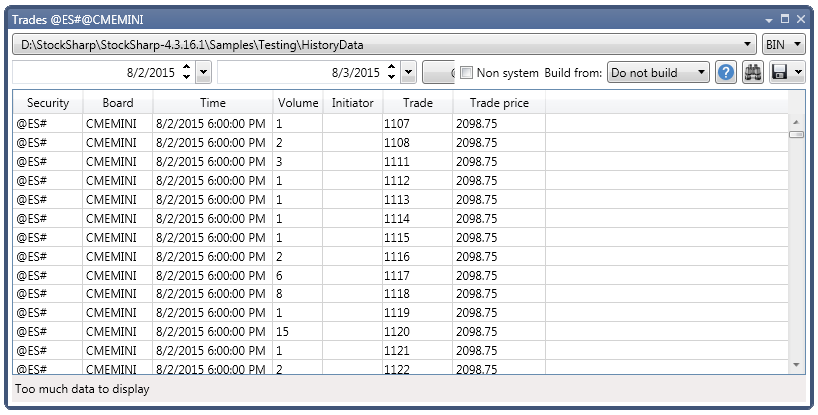 Trades @ES#@CMEMINI
D:\StockSharp\StockSharp-4.3.16.1\Samples\Testing\HistoryData BIN
8/2/2015 8/3/2015 Non system Build from: Do not build ?
Security Board Time Volume Initiator Trade Trade price
@ES# CMEMINI 8/2/2015 6:00:00 PM 1 1107 2098.75
@ES# CMEMINI 8/2/2015 6:00:00 PM 2 1108 2098.75
@ES# CMEMINI 8/2/2015 6:00:00 PM 3 1111 2098.75
@ES# CMEMINI 8/2/2015 6:00:00 PM 1 1112 2098.75
@ES# CMEMINI 8/2/2015 6:00:00 PM 1 1113 2098.75
@ES# CMEMINI 8/2/2015 6:00:00 PM 1 1114 2098.75
@ES# CMEMINI 8/2/2015 6:00:00 PM 1 1115 2098.75
@ES# CMEMINI 8/2/2015 6:00:00 PM 2 1116 2098.75
@ES# CMEMINI 8/2/2015 6:00:00 PM 6 1117 2098.75
@ES# CMEMINI 8/2/2015 6:00:00 PM 8 1118 2098.75
@ES# CMEMINI 8/2/2015 6:00:00 PM 1 1119 2098.75
@ES# CMEMINI 8/2/2015 6:00:00 PM 15 1120 2098.75
@ES# CMEMINI 8/2/2015 6:00:00 PM 1 1121 2098.75
@ES# CMEMINI 8/2/2015 6:00:00 PM 2 1122 2098.75
Too much data to display